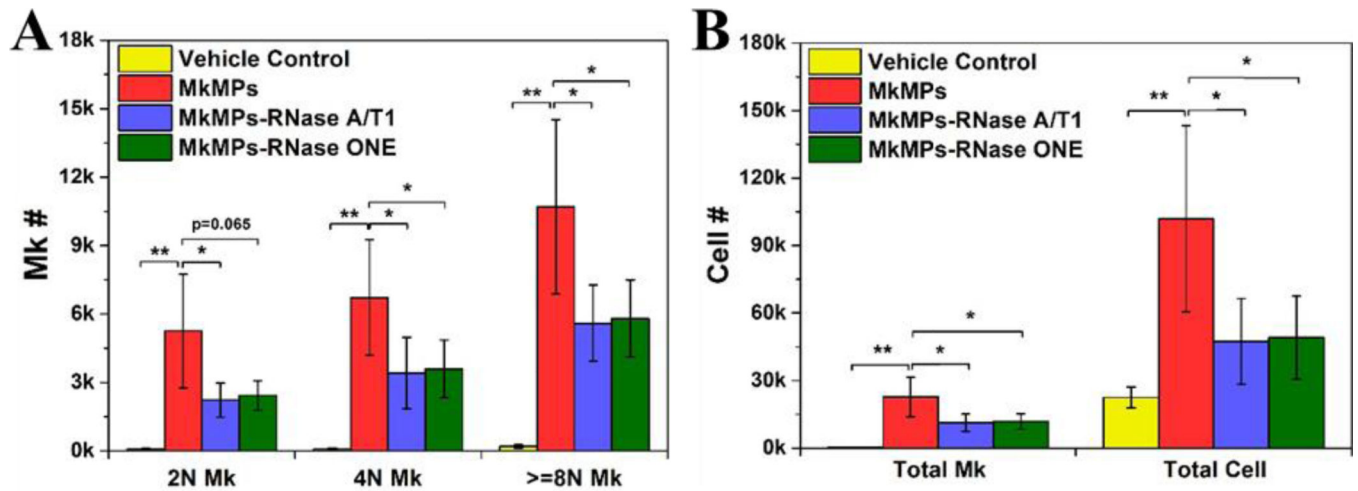 A
18k
15k
12k
9k
6k
3k
0k
Mk #
Vehicle Control
MkMPs
MkMPs-RNase A/T1
MkMPs-RNase ONE
p=0.065
** *
** * *
** * *
2N Mk 4N Mk >=8N Mk
B
180k
150k
120k
90k
60k
30k
0k
Cell #
Vehicle Control
MkMPs
MkMPs-RNase A/T1
MkMPs-RNase ONE
** * *
** * *
Total Mk Total Cell